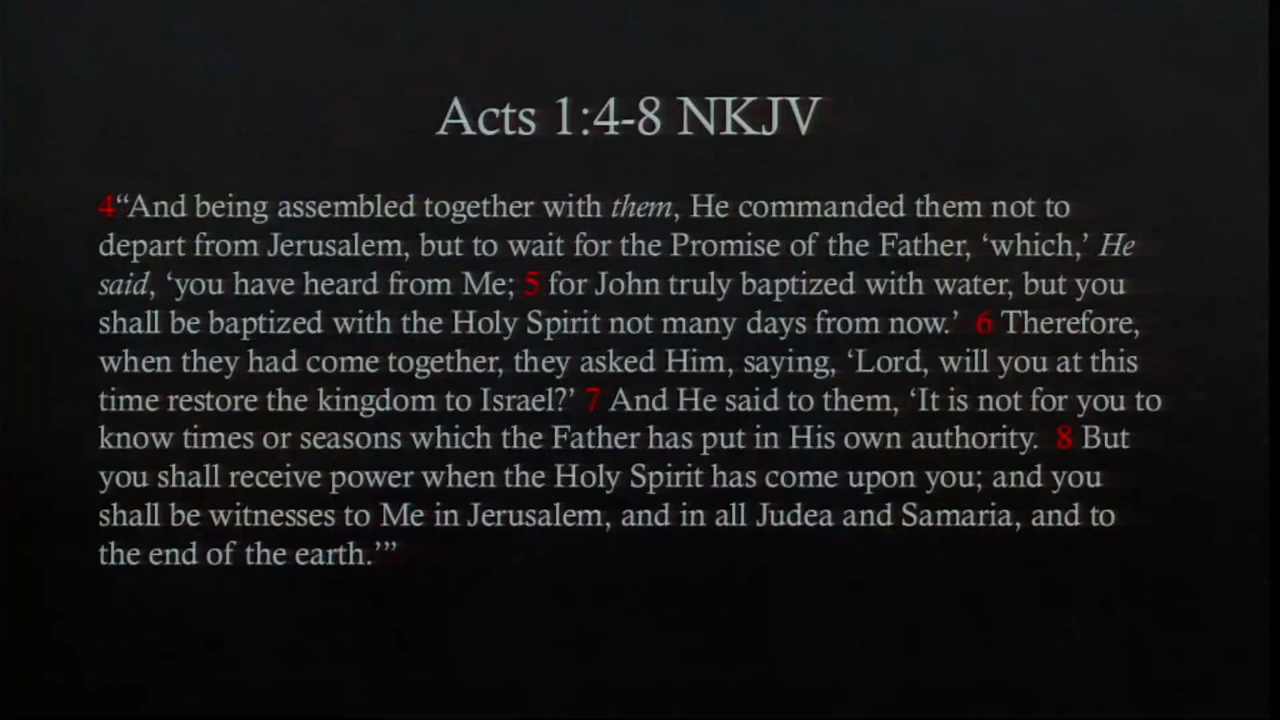 Acts 1:4-8 NKJV
4“And being assembled together with them, He commanded them not to
depart from Jerusalem, but to wait for the Promise of the Father, ‘which,’ He
said, ‘you have heard from Me; 5 for John truly baptized with water, but you
shall be baptized with the Holy Spirit not many days from now.’ 6 Therefore,
when they had come together, they asked Him, saying, ‘Lord, will you at this
time restore the kingdom to Israel?’ 7 And He said to them, ‘It is not for you to
know times or seasons which the Father has put in His own authority. 8 But
you shall receive power when the Holy Spirit has come upon you; and you
shall be witnesses to Me in Jerusalem, and in all Judea and Samaria, and to
the end of the earth.’”